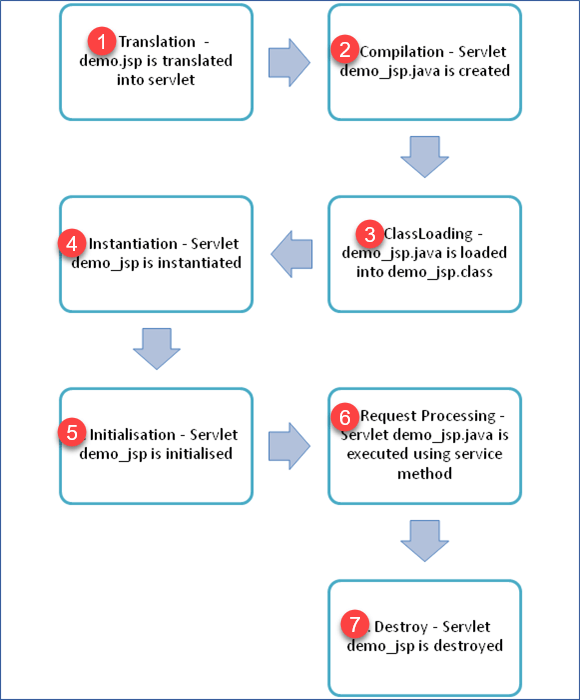 1 Translation -
demo.jsp is translated
into servlet
2 Compilation - Servlet
demo_jsp.java is created
3 ClassLoading -
demo_jsp.java is loaded
into demo_jsp.class
4 Instantiation - Servlet
demo_jsp is instantiated
5 Initialisation - Servlet
demo_jsp is initialised
6 Request Processing -
Servlet demo_jsp.java is
executed using service
method
7. Destroy - Servlet
demo_jsp is destroyed